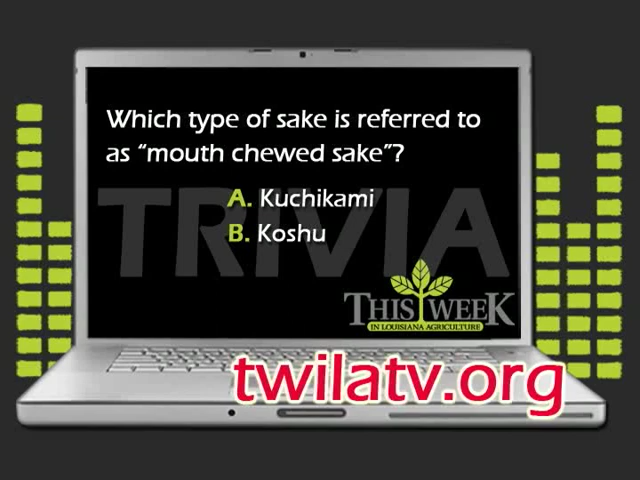 Which type of sake is referred to
as “mouth chewed sake”?
A. Kuchikami
B. Koshu
TRIVIA
THIS WEEK
IN LOUISIANA AGRICULTURE
twilatv.org